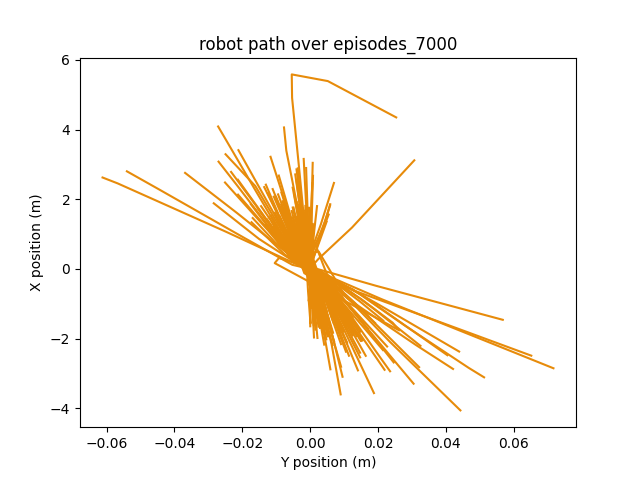 robot path over episodes_7000
6
4
2
0
−2
−4
X position (m)
−0.06 −0.04 −0.02 0.00 0.02 0.04 0.06
Y position (m)